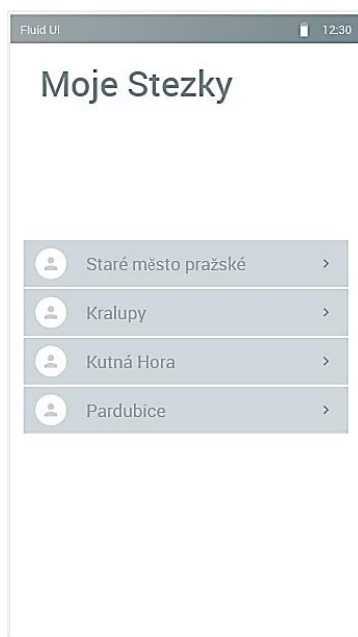 Fluid UI 12:30
Moje Stezky
Staré město pražské
Kralupy
Kutná Hora
Pardubice